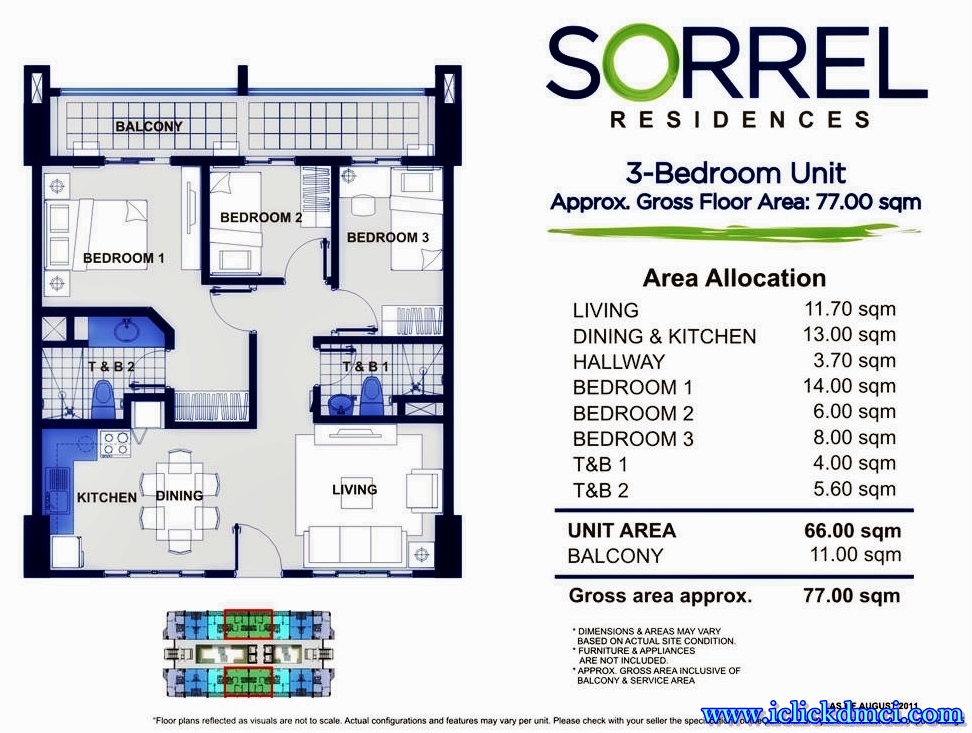 SORREL
RESIDENCES
3-Bedroom Unit
Approx. Gross Floor Area: 77.00 sqm
BALCONY
BEDROOM 1
BEDROOM 2
BEDROOM 3
T & B 2
T & B 1
KITCHEN
DINING
LIVING
Area Allocation
LIVING 11.70 sqm
DINING & KITCHEN 13.00 sqm
HALLWAY 3.70 sqm
BEDROOM 1 14.00 sqm
BEDROOM 2 6.00 sqm
BEDROOM 3 8.00 sqm
T&B 1 4.00 sqm
T&B 2 5.60 sqm
UNIT AREA 66.00 sqm
BALCONY 11.00 sqm
Gross area approx. 77.00 sqm
* DIMENSIONS & AREAS MAY VARY
BASED ON ACTUAL SITE CONDITION.
* FURNITURE & APPLIANCES
ARE NOT INCLUDED.
* APPROX. GROSS AREA INCLUSIVE OF
BALCONY & SERVICE AREA
AUGUST 2011
www.iclickdmci.com
*Floor plans reflected as visuals are not to scale. Actual configurations and features may vary per unit. Please check with your seller the